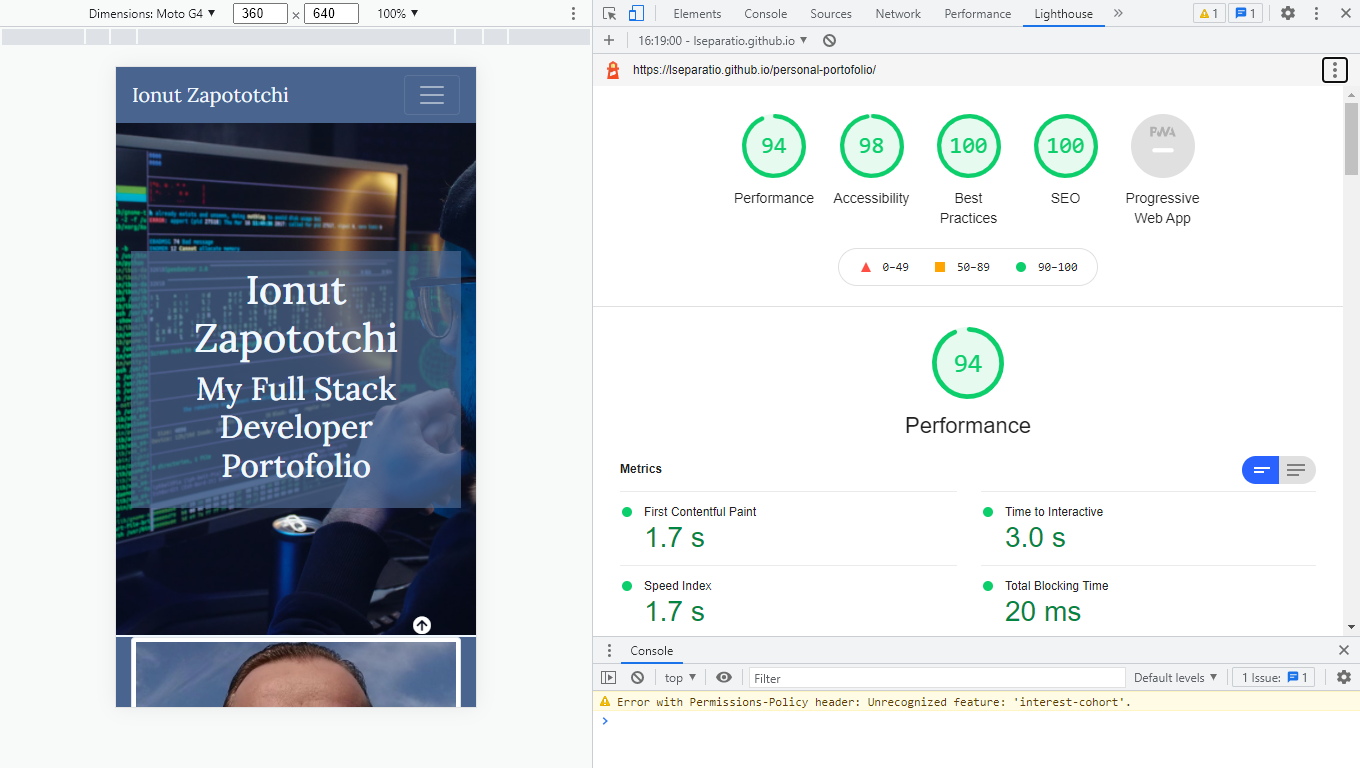 Dimensions: Moto G4 ▼ 360 × 640 100% ▼
Elements Console Sources Network Performance Lighthouse » 1 1
16:19:00 - lseparatio.github.io ▼
https://lseparatio.github.io/personal-portofolio/
Ionut Zapototchi
Ionut
Zapototchi
My Full Stack
Developer
Portofolio
94 98 100 100 PWA
Performance Accessibility Best
Practices SEO Progressive
Web App
0–49 50–89 90–100
94
Performance
Metrics
First Contentful Paint
1.7 s
Time to Interactive
3.0 s
Speed Index
1.7 s
Total Blocking Time
20 ms
Console
top ▼ Filter Default levels ▼ 1 Issue: 1
Error with Permissions-Policy header: Unrecognized feature: 'interest-cohort'.